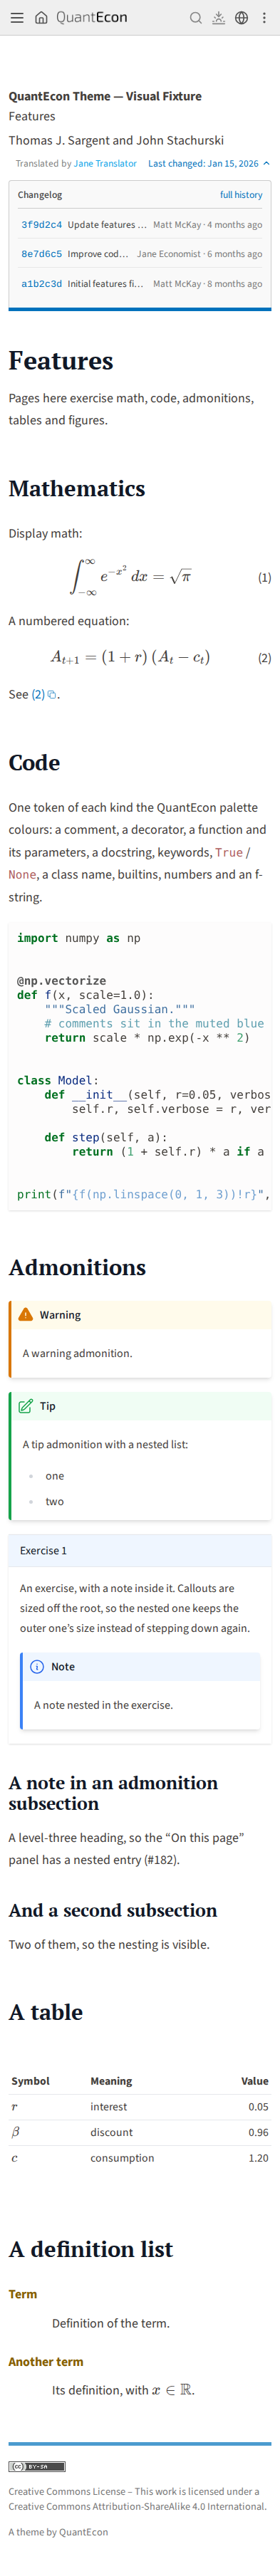 QuantEcon
QuantEcon Theme — Visual Fixture
Features
Thomas J. Sargent and John Stachurski
Translated by Jane Translator Last changed: Jan 15, 2026
Changelog full history
3f9d2c4 Update features … Matt McKay · 4 months ago
8e7d6c5 Improve cod… Jane Economist · 6 months ago
a1b2c3d Initial features fi… Matt McKay · 8 months ago
Features
Pages here exercise math, code, admonitions,
tables and figures.
Mathematics
Display math:
∫_{−∞}^{∞} e^{−x²} dx = √π (1)
A numbered equation:
A_{t+1} = (1 + r) (A_t − c_t) (2)
See (2).
Code
One token of each kind the QuantEcon palette
colours: a comment, a decorator, a function and
its parameters, a docstring, keywords, True /
None, a class name, builtins, numbers and an f-
string.
import numpy as np
@np.vectorize
def f(x, scale=1.0):
    """Scaled Gaussian."""
    # comments sit in the muted blue
    return scale * np.exp(-x ** 2)
class Model:
    def __init__(self, r=0.05, verbos
        self.r, self.verbose = r, ver
    def step(self, a):
        return (1 + self.r) * a if a
print(f"{f(np.linspace(0, 1, 3))!r}",
Admonitions
Warning
A warning admonition.
Tip
A tip admonition with a nested list:
one
two
Exercise 1
An exercise, with a note inside it. Callouts are
sized off the root, so the nested one keeps the
outer one’s size instead of stepping down again.
Note
A note nested in the exercise.
A note in an admonition
subsection
A level-three heading, so the “On this page”
panel has a nested entry (#182).
And a second subsection
Two of them, so the nesting is visible.
A table
Symbol Meaning Value
r interest 0.05
β discount 0.96
c consumption 1.20
A definition list
Term
Definition of the term.
Another term
Its definition, with x ∈ ℝ.
CC BY-SA
Creative Commons License – This work is licensed under a
Creative Commons Attribution-ShareAlike 4.0 International.
A theme by QuantEcon